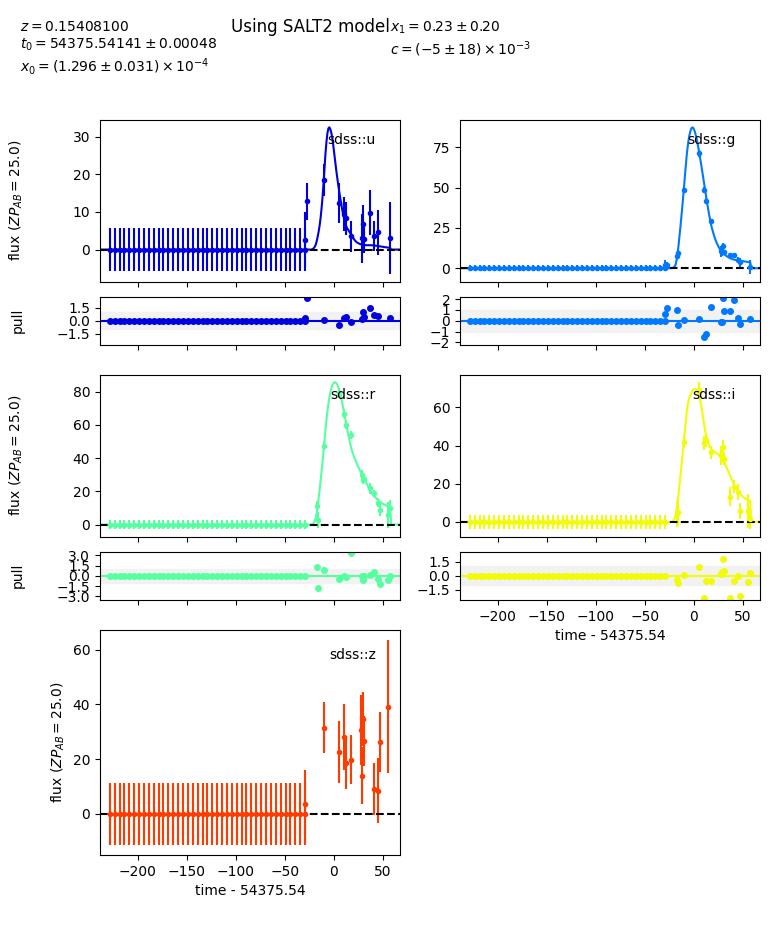 z = 0.15408100
Using SALT2 model
x₁ = 0.23 ± 0.20
t₀ = 54375.54141 ± 0.00048
c = (−5 ± 18) × 10⁻³
x₀ = (1.296 ± 0.031) × 10⁻⁴
flux (ZP_AB = 25.0)
30
20
10
0
sdss::u
75
50
25
0
sdss::g
pull
1.5
0.0
−1.5
2
1
0
−1
−2
flux (ZP_AB = 25.0)
80
60
40
20
0
sdss::r
60
40
20
0
sdss::i
pull
3.0
1.5
0.0
−1.5
−3.0
1.5
0.0
−1.5
−200 −150 −100 −50 0 50
time - 54375.54
flux (ZP_AB = 25.0)
60
40
20
0
sdss::z
−200 −150 −100 −50 0 50
time - 54375.54